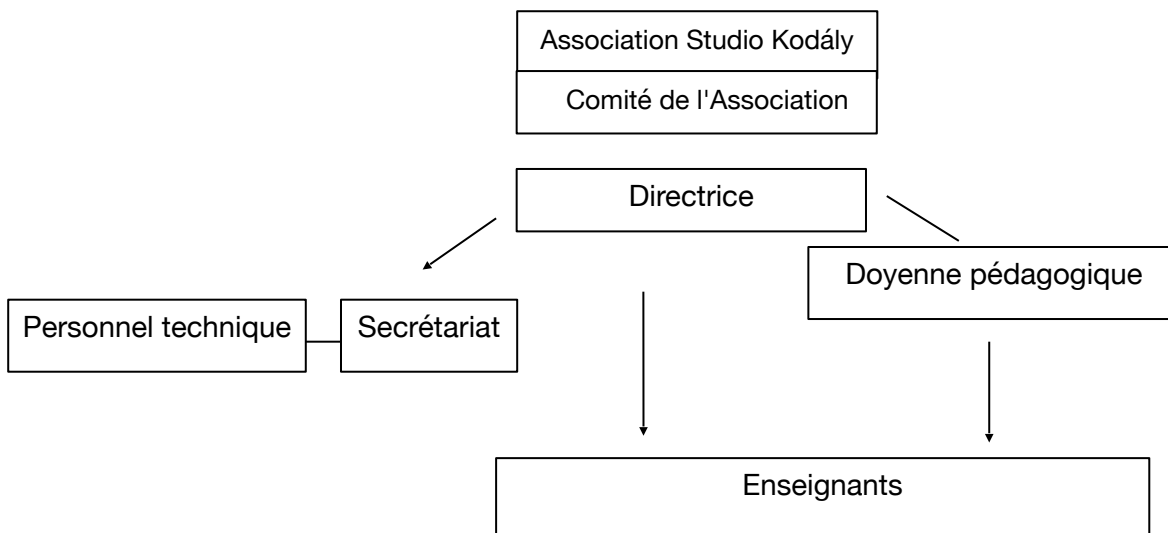 Association Studio Kodály
Comité de l'Association
Directrice
Doyenne pédagogique
Personnel technique
Secrétariat
Enseignants